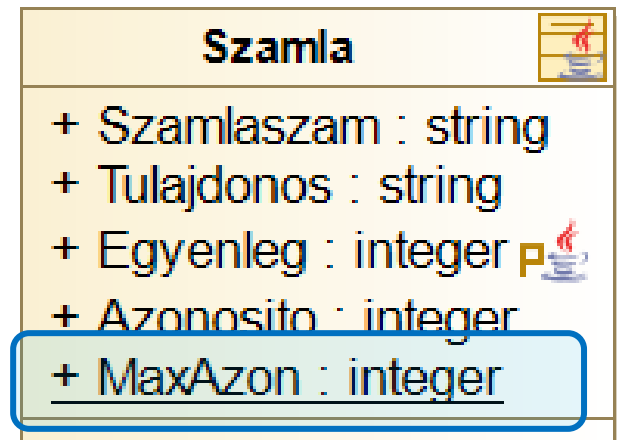 Szamla
+ Szamlaszam : string
+ Tulajdonos : string
+ Egyenleg : integer P
+ Azonosito : integer
+ MaxAzon : integer